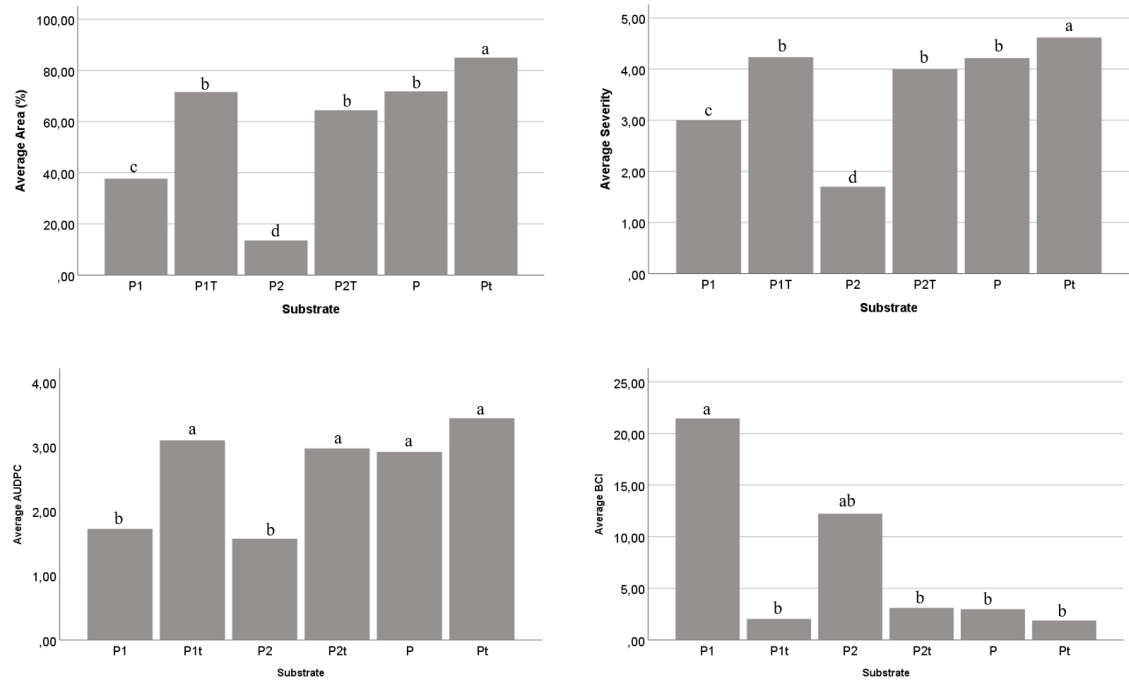 100,00
80,00
60,00
40,00
20,00
,00
Average Area (%)
c
b
d
b
b
a
P1 P1T P2 P2T P Pt
Substrate
5,00
4,00
3,00
2,00
1,00
,00
Average Severity
c
b
d
b
b
a
P1 P1T P2 P2T P Pt
Substrate
4,00
3,00
2,00
1,00
,00
Average AUDPC
b
a
b
a
a
a
P1 P1t P2 P2t P Pt
Substrate
25,00
20,00
15,00
10,00
5,00
,00
Average BCI
a
b
ab
b
b
b
P1 P1t P2 P2t P Pt
Substrate